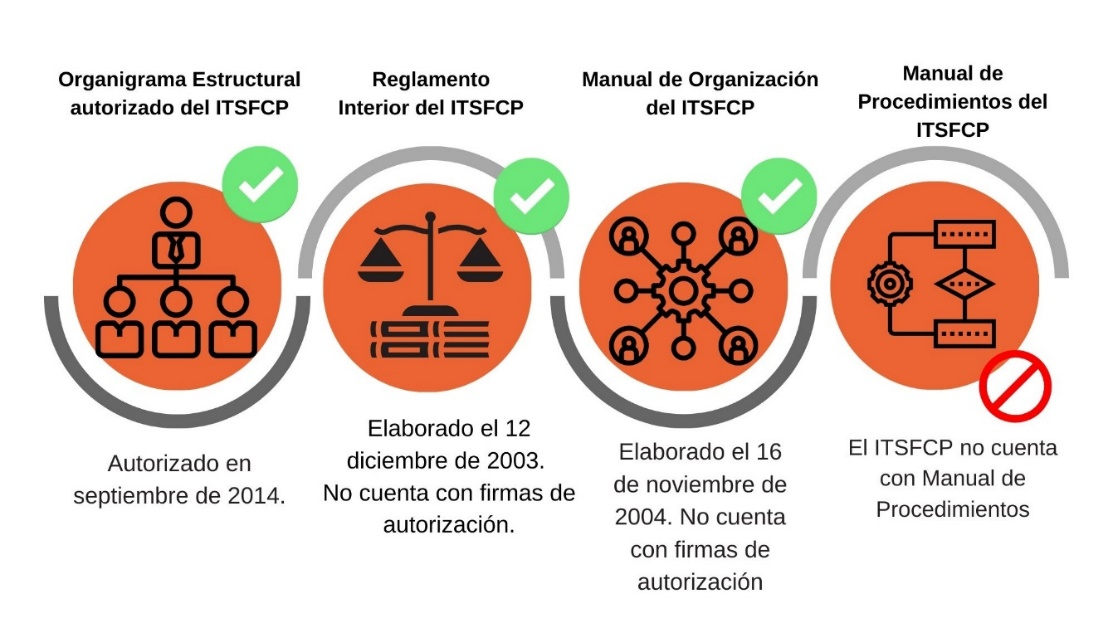 Organigrama Estructural
autorizado del ITSFCP
Autorizado en
septiembre de 2014.
Reglamento
Interior del ITSFCP
Elaborado el 12
diciembre de 2003.
No cuenta con firmas de
autorización.
Manual de Organización
del ITSFCP
Elaborado el 16
de noviembre de
2004. No cuenta
con firmas de
autorización
Manual de
Procedimientos del
ITSFCP
El ITSFCP no cuenta
con Manual de
Procedimientos